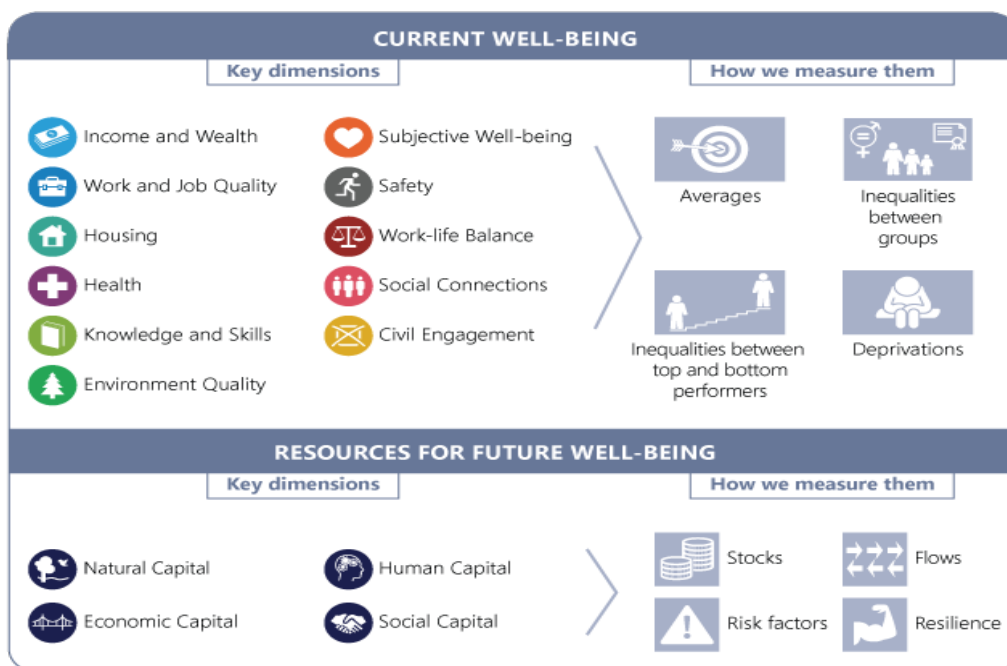 CURRENT WELL-BEING
Key dimensions
How we measure them
Income and Wealth
Work and Job Quality
Housing
Health
Knowledge and Skills
Environment Quality
Subjective Well-being
Safety
Work-life Balance
Social Connections
Civil Engagement
Averages
Inequalities
between
groups
Inequalities between
top and bottom
performers
Deprivations
RESOURCES FOR FUTURE WELL-BEING
Key dimensions
How we measure them
Natural Capital
Economic Capital
Human Capital
Social Capital
Stocks
Flows
Risk factors
Resilience